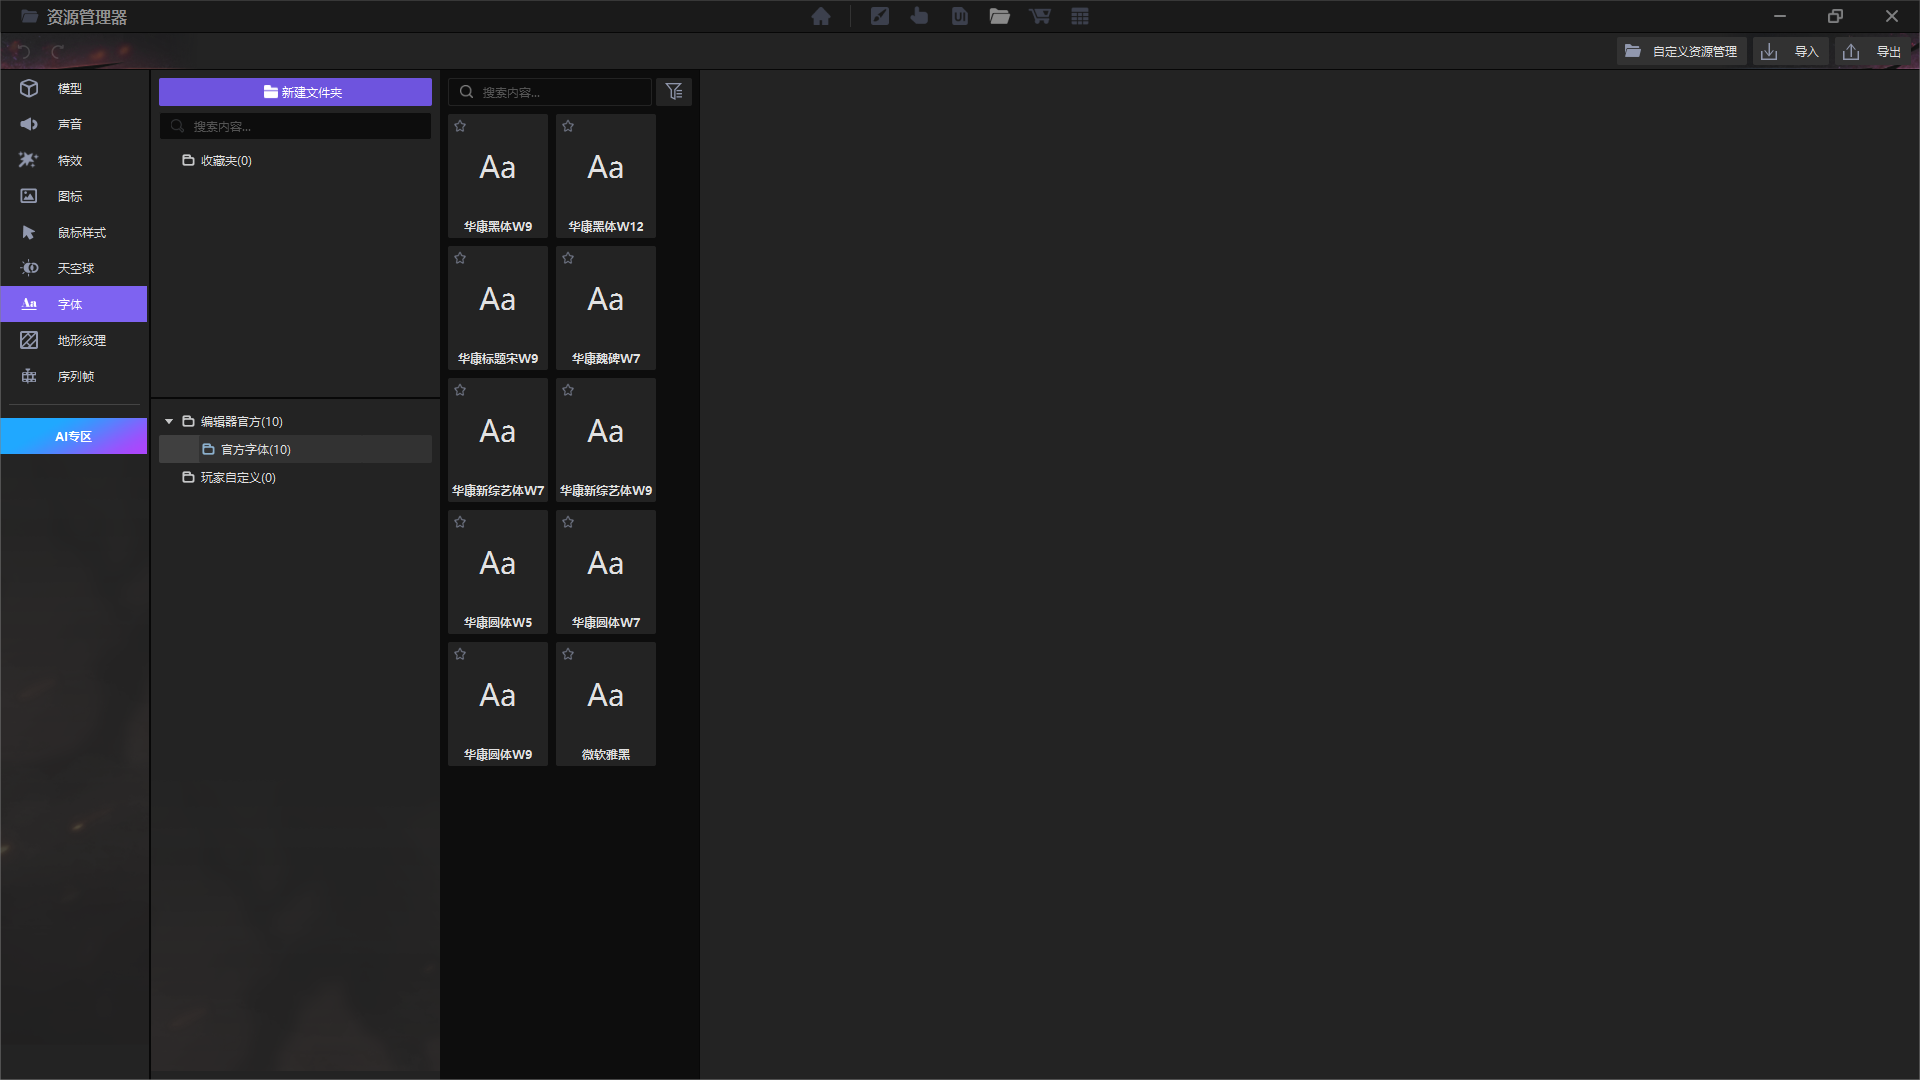 资源管理器
UI
自定义资源管理
导入
导出
模型
声音
特效
图标
鼠标样式
天空球
Aa 字体
地形纹理
序列帧
AI专区
新建文件夹
搜索内容...
收藏夹(0)
编辑器官方(10)
官方字体(10)
玩家自定义(0)
搜索内容...
Aa
华康黑体W9
Aa
华康黑体W12
Aa
华康标题宋W9
Aa
华康魏碑W7
Aa
华康新综艺体W7
Aa
华康新综艺体W9
Aa
华康圆体W5
Aa
华康圆体W7
Aa
华康圆体W9
Aa
微软雅黑